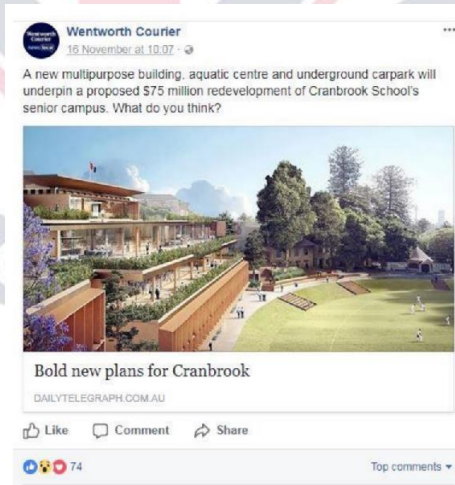 Wentworth Courier
16 November at 10:07
A new multipurpose building, aquatic centre and underground carpark will
underpin a proposed $75 million redevelopment of Cranbrook School's
senior campus. What do you think?
Bold new plans for Cranbrook
DAILYTELEGRAPH.COM.AU
Like Comment Share
74 Top comments